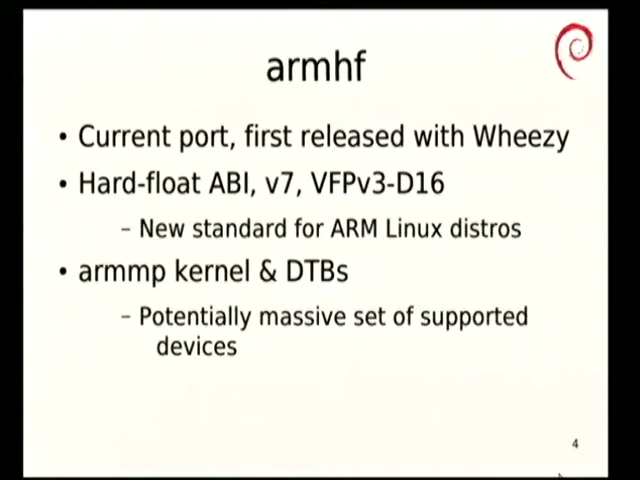 armhf
• Current port, first released with Wheezy
• Hard-float ABI, v7, VFPv3-D16
– New standard for ARM Linux distros
• armmp kernel & DTBs
– Potentially massive set of supported
devices
4